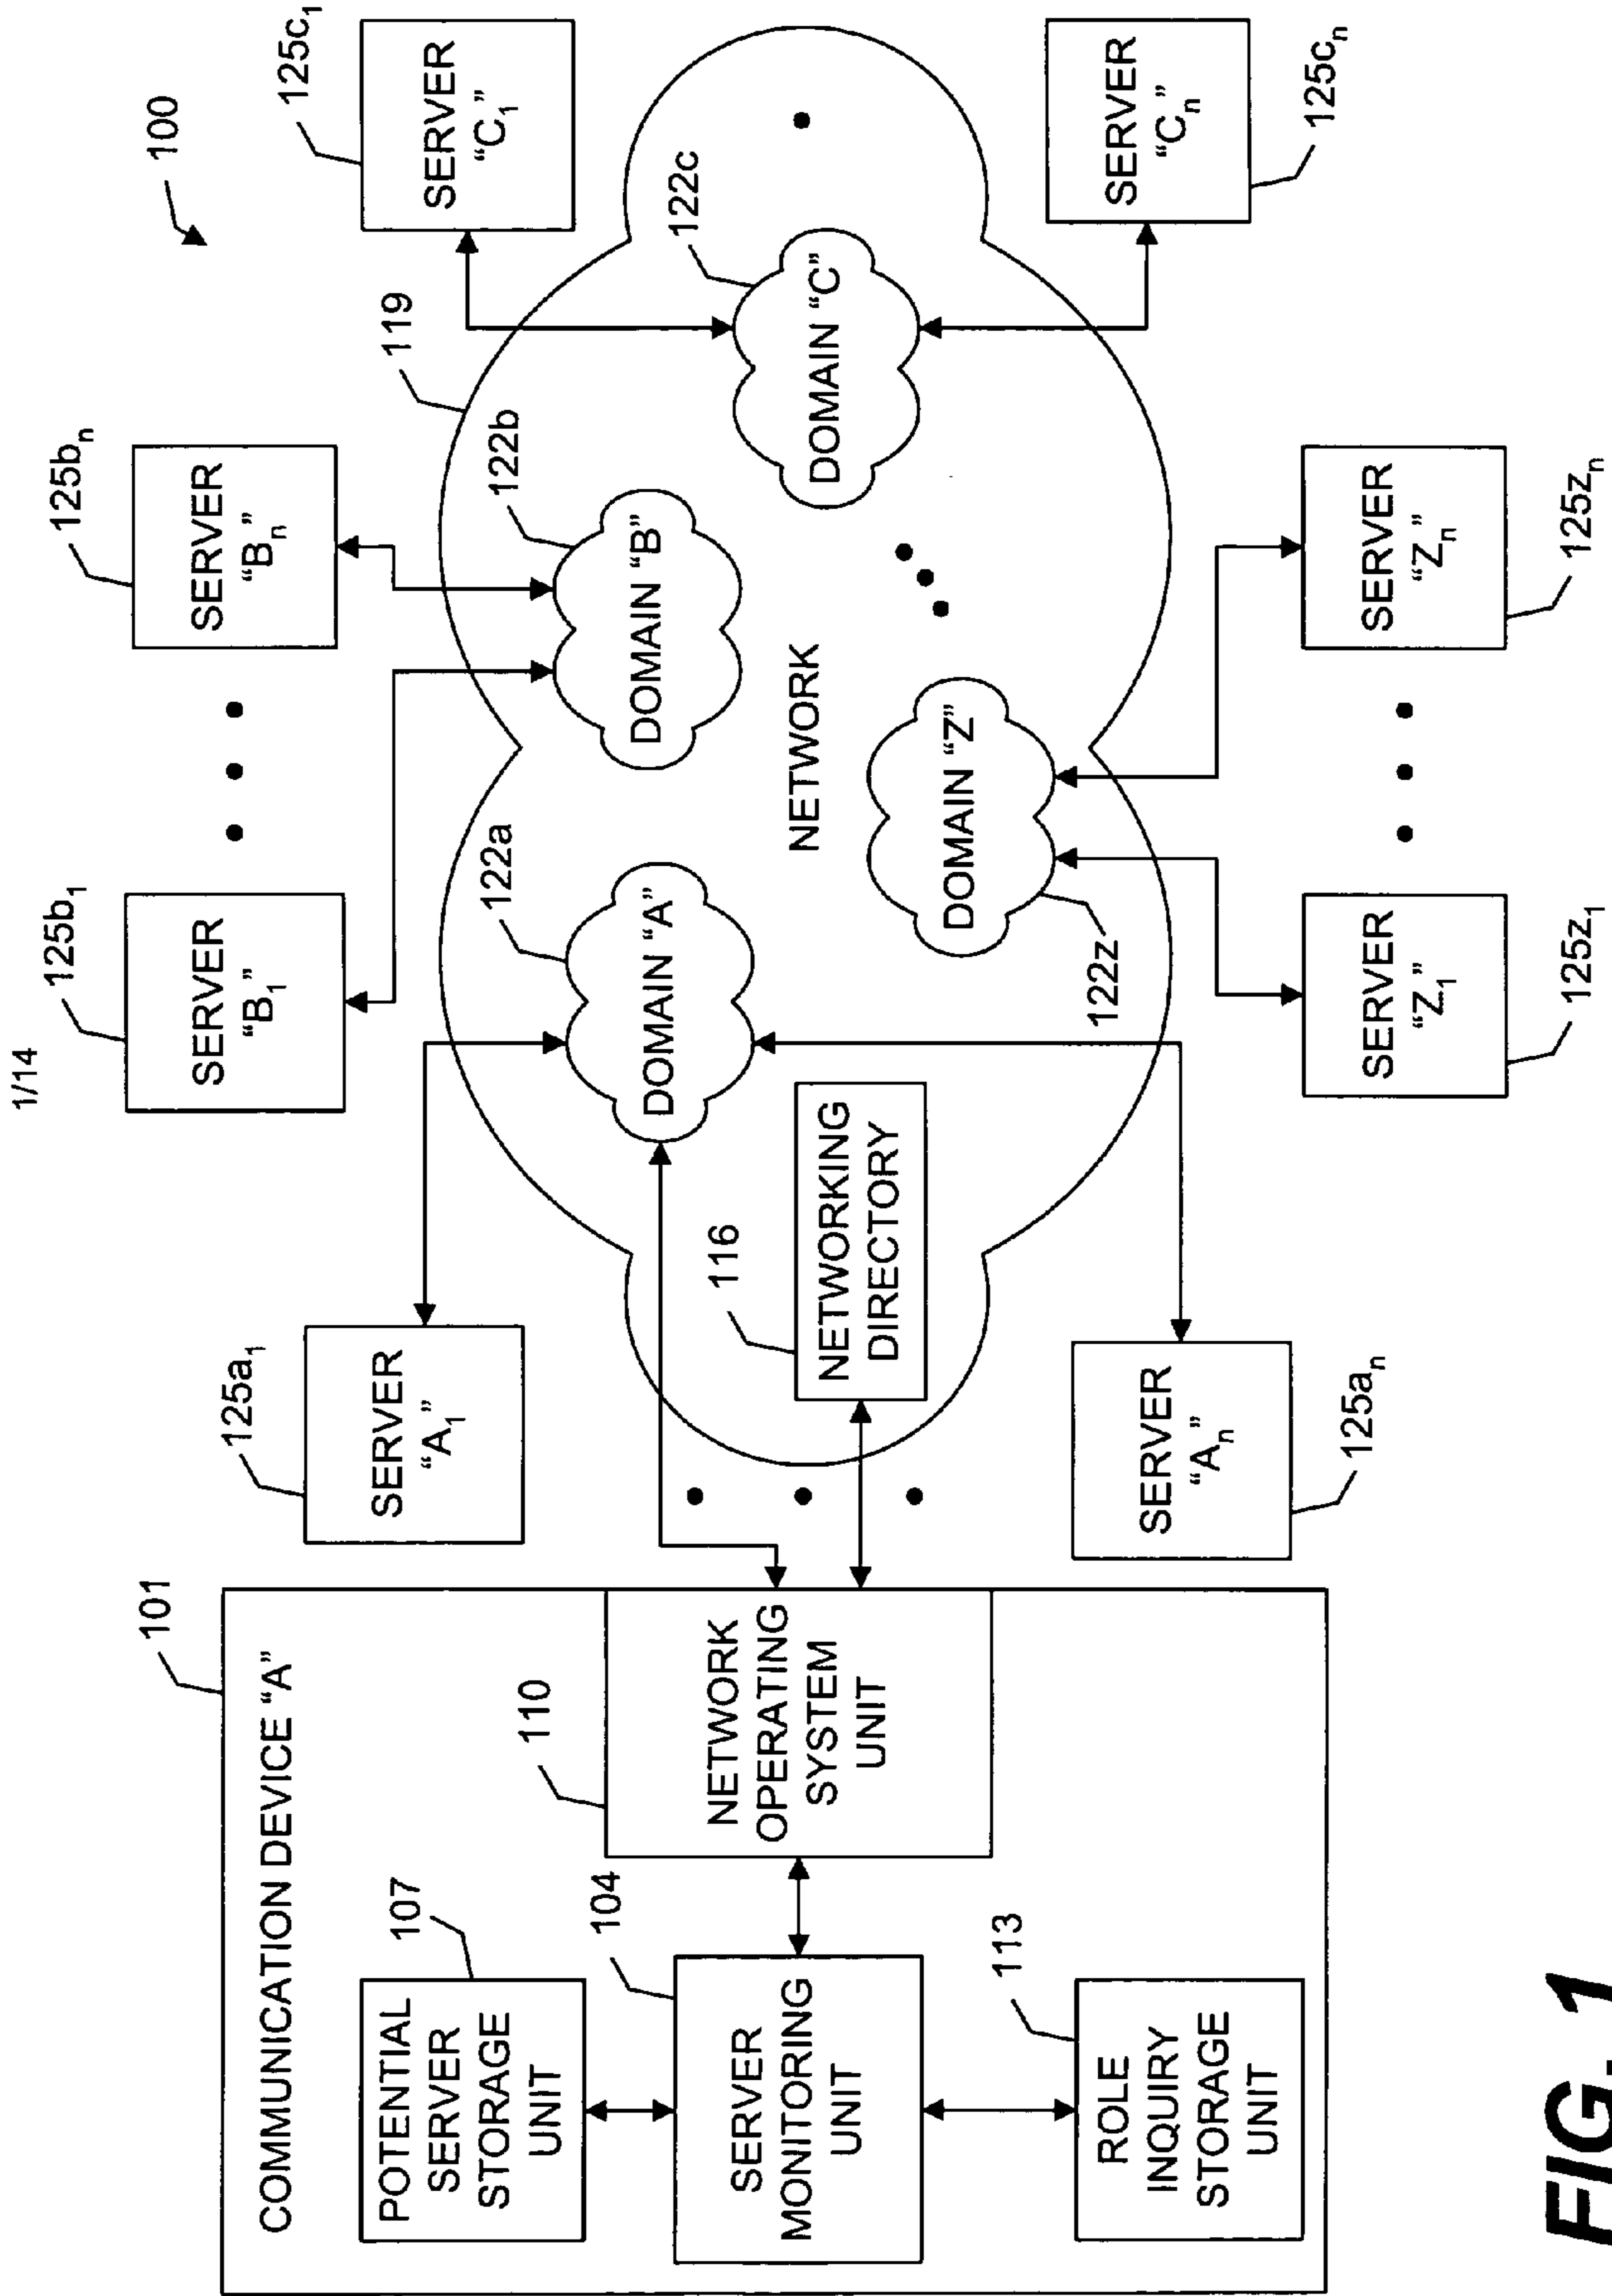 1/14
100
COMMUNICATION DEVICE “A”
101
POTENTIAL
SERVER
STORAGE
UNIT
107
SERVER
MONITORING
UNIT
104
ROLE
INQUIRY
STORAGE
UNIT
113
NETWORK
OPERATING
SYSTEM
UNIT
110
SERVER
“A₁”
125a₁
SERVER
“Aₙ”
125aₙ
NETWORKING
DIRECTORY
116
DOMAIN “A”
122a
SERVER
“B₁”
125b₁
SERVER
“Bₙ”
125bₙ
DOMAIN “B”
122b
NETWORK
119
DOMAIN “Z”
122z
SERVER
“Z₁”
125z₁
SERVER
“Zₙ”
125zₙ
DOMAIN “C”
122c
SERVER
“C₁”
125c₁
SERVER
“Cₙ”
125cₙ
FIG. 1